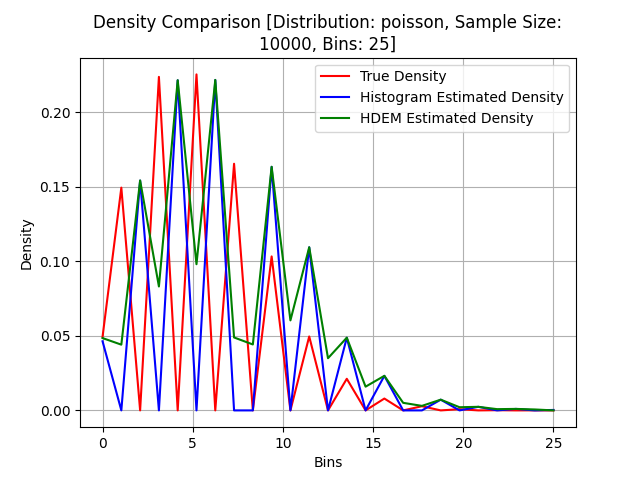 Density Comparison [Distribution: poisson, Sample Size:
10000, Bins: 25]
True Density
Histogram Estimated Density
HDEM Estimated Density
Density
0.20
0.15
0.10
0.05
0.00
0 5 10 15 20 25
Bins